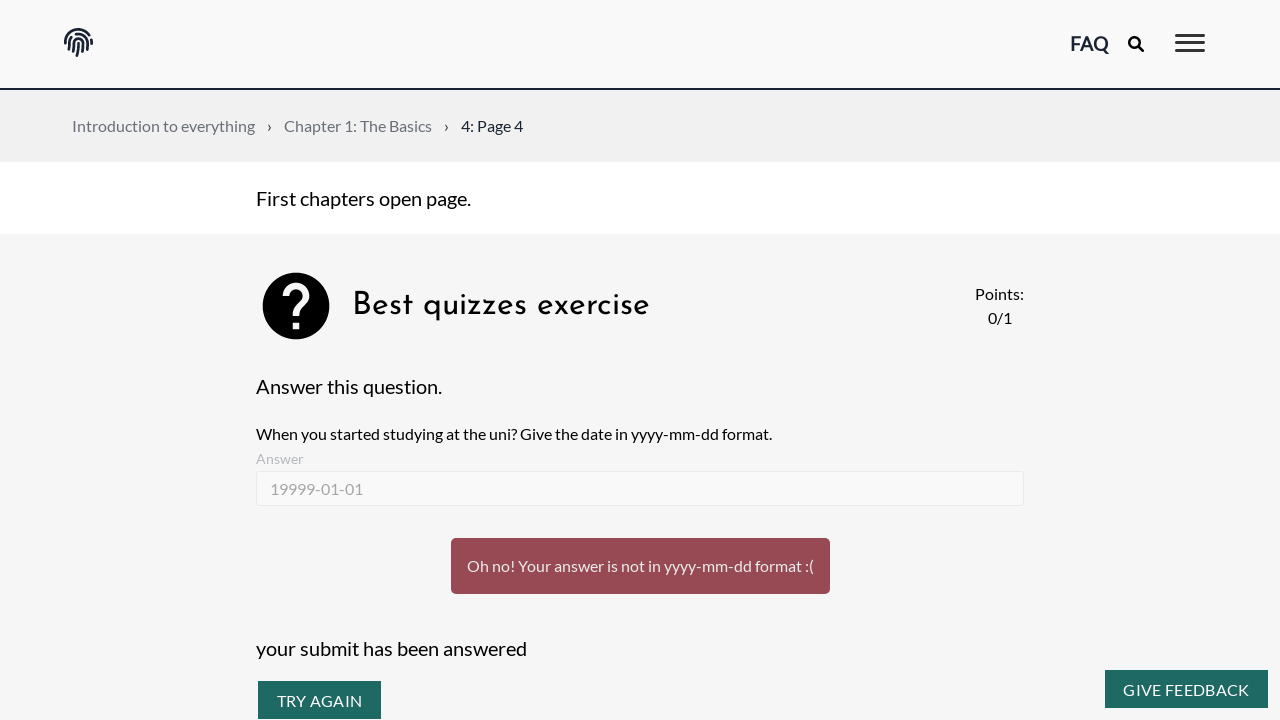 FAQ
Introduction to everything › Chapter 1: The Basics › 4: Page 4
First chapters open page.
Best quizzes exercise
Points:
0/1
Answer this question.
When you started studying at the uni? Give the date in yyyy-mm-dd format.
Answer
19999-01-01
Oh no! Your answer is not in yyyy-mm-dd format :(
your submit has been answered
TRY AGAIN
GIVE FEEDBACK